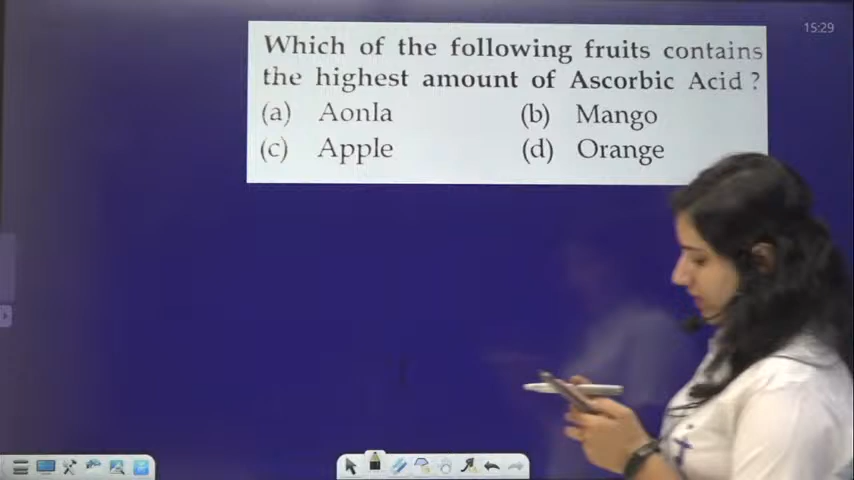 15:29
Which of the following fruits contains
the highest amount of Ascorbic Acid ?
(a) Aonla (b) Mango
(c) Apple (d) Orange